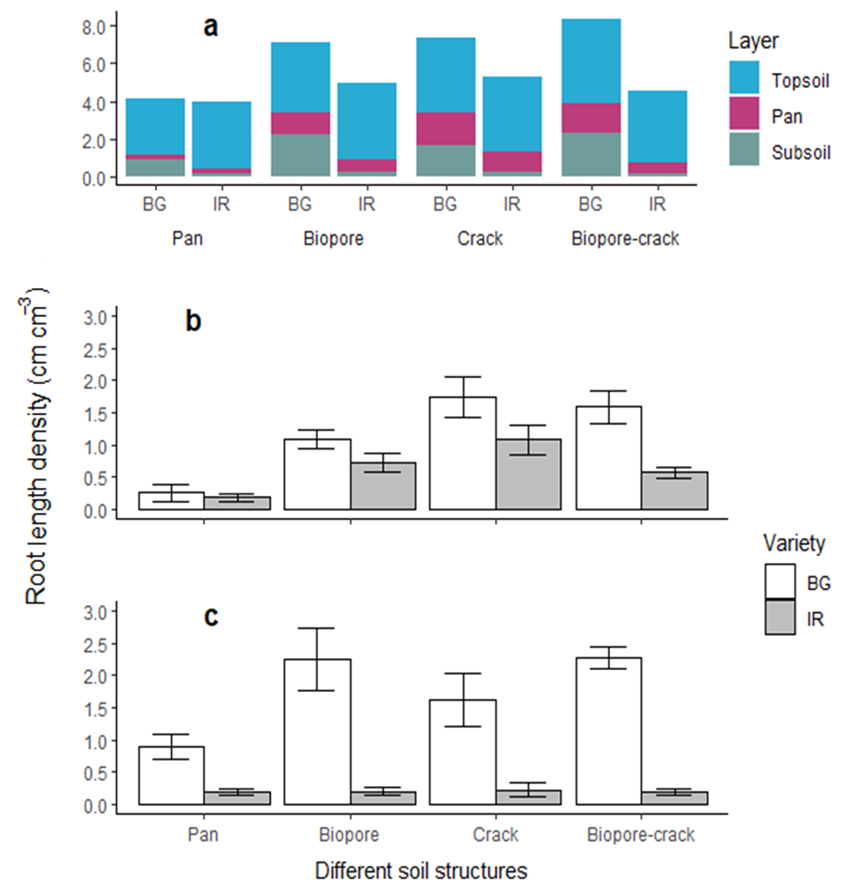 a
8.0
6.0
4.0
2.0
0.0
BG IR BG IR BG IR BG IR
Pan Biopore Crack Biopore-crack
Layer
Topsoil
Pan
Subsoil
Root length density (cm cm⁻³)
b
3.0
2.5
2.0
1.5
1.0
0.5
0.0
Variety
BG
IR
c
3.0
2.5
2.0
1.5
1.0
0.5
0.0
Pan Biopore Crack Biopore-crack
Different soil structures